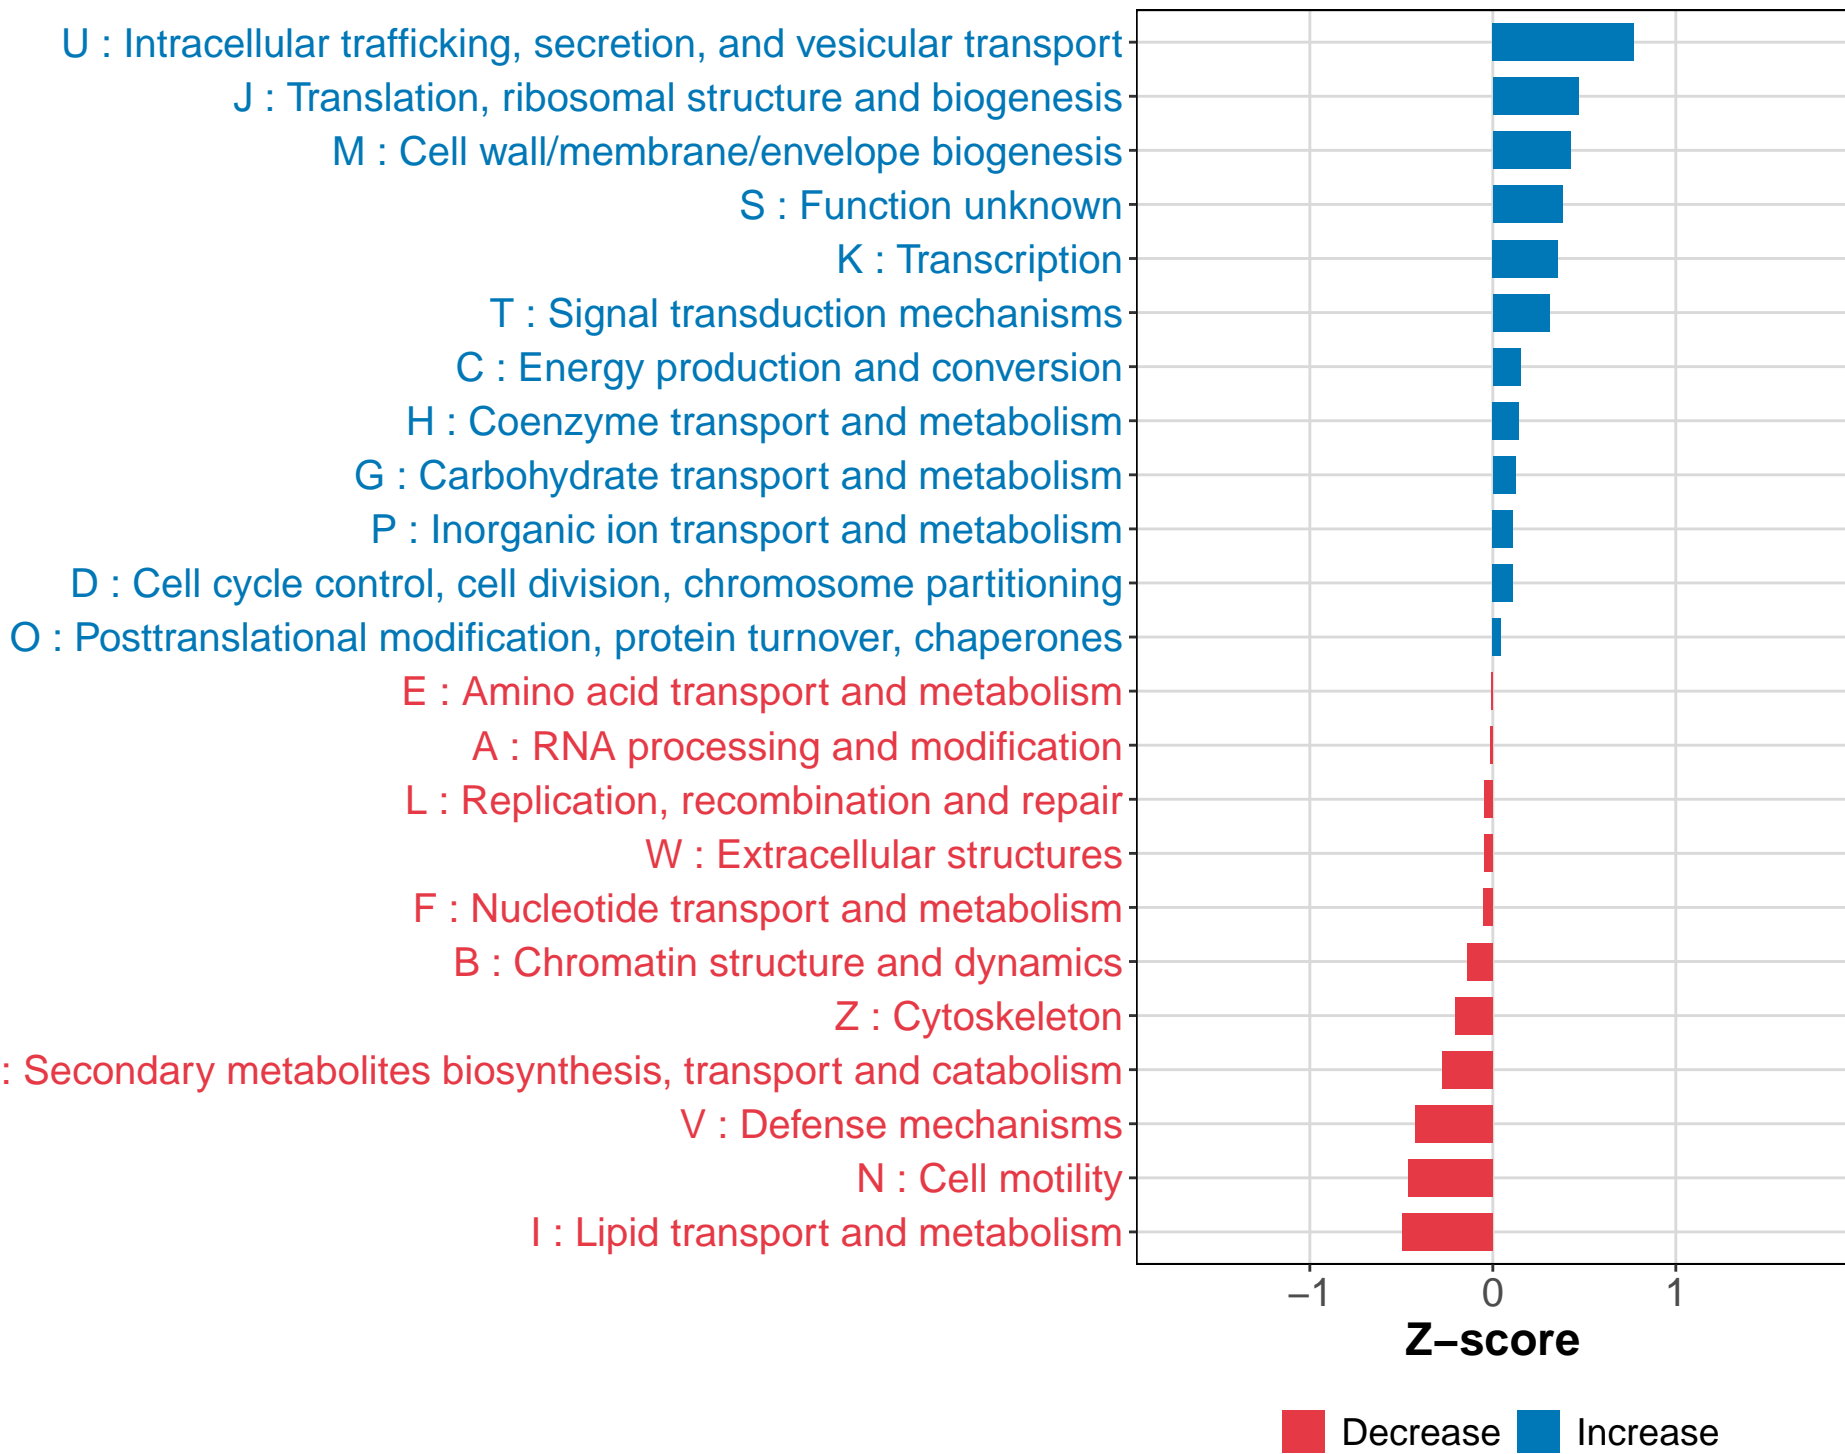 U : Intracellular trafficking, secretion, and vesicular transport
J : Translation, ribosomal structure and biogenesis
M : Cell wall/membrane/envelope biogenesis
S : Function unknown
K : Transcription
T : Signal transduction mechanisms
C : Energy production and conversion
H : Coenzyme transport and metabolism
G : Carbohydrate transport and metabolism
P : Inorganic ion transport and metabolism
D : Cell cycle control, cell division, chromosome partitioning
O : Posttranslational modification, protein turnover, chaperones
E : Amino acid transport and metabolism
A : RNA processing and modification
L : Replication, recombination and repair
W : Extracellular structures
F : Nucleotide transport and metabolism
B : Chromatin structure and dynamics
Z : Cytoskeleton
: Secondary metabolites biosynthesis, transport and catabolism
V : Defense mechanisms
N : Cell motility
I : Lipid transport and metabolism
−1 0 1
Z−score
Decrease Increase